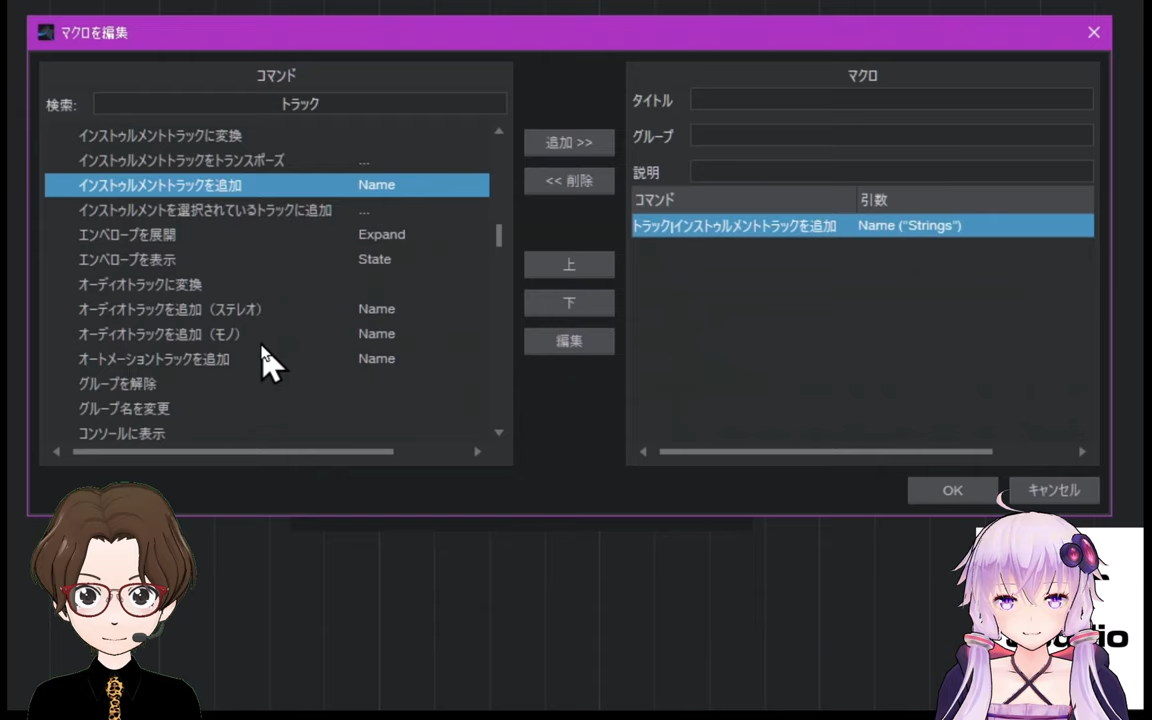 マクロを編集
コマンド
検索: トラック
インストゥルメントトラックに変換
インストゥルメントトラックをトランスポーズ ...
インストゥルメントトラックを追加 Name
インストゥルメントを選択されているトラックに追加 ...
エンベロープを展開 Expand
エンベロープを表示 State
オーディオトラックに変換
オーディオトラックを追加（ステレオ） Name
オーディオトラックを追加（モノ） Name
オートメーショントラックを追加 Name
グループを解除
グループ名を変更
コンソールに表示
追加 >>
<< 削除
上
下
編集
マクロ
タイトル
グループ
説明
コマンド 引数
トラック|インストゥルメントトラックを追加 Name ("Strings")
OK キャンセル